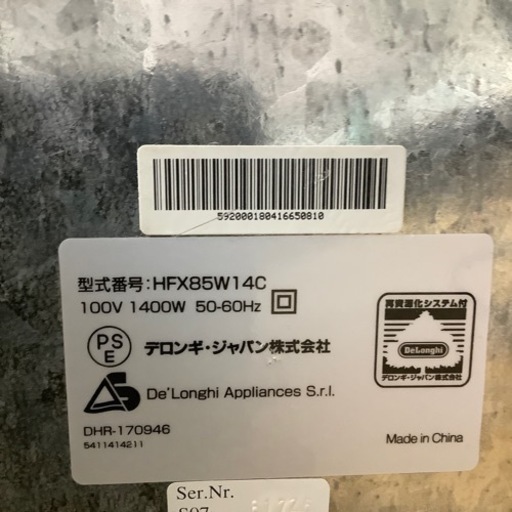 592000180416650810
型式番号:HFX85W14C
100V 1400W 50-60Hz
PS
E
デロンギ・ジャパン株式会社
De'Longhi Appliances S.r.l.
DHR-170946
5411414211
再資源化システム付
DeLonghi
デロンギ・ジャパン株式会社
Made in China
Ser.Nr.